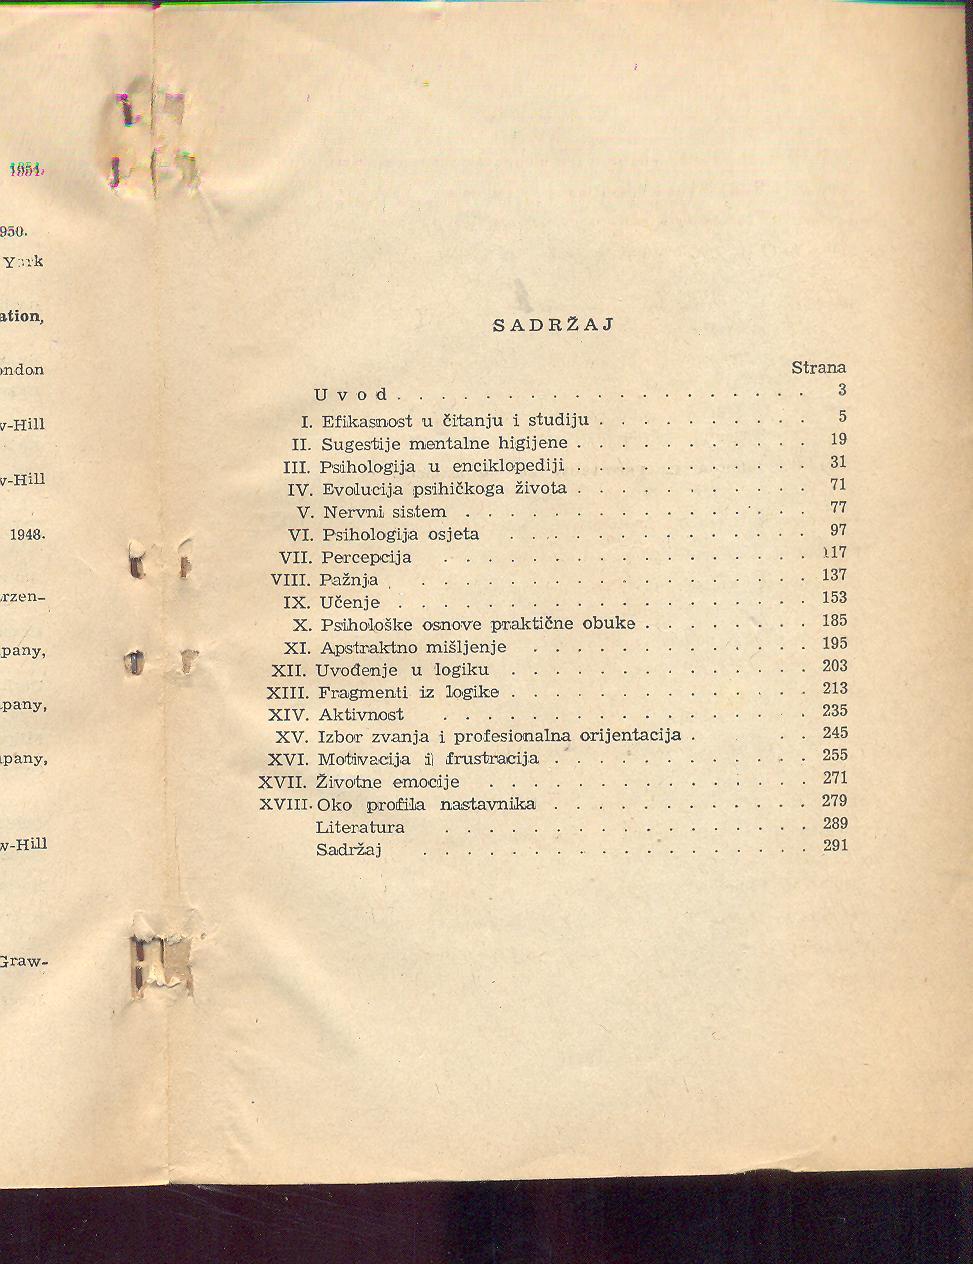 1951.
950.
York
ation,
ondon
w-Hill
w-Hill
1948.
rzen-
pany,
pany,
pany,
w-Hill
Graw-
SADRŽAJ
Strana
Uvod . . . . . . . . . . . . . . . . . . . 3
I. Efikasnost u čitanju i studiju . . . . . . . . . . 5
II. Sugestije mentalne higijene . . . . . . . . . . . 19
III. Psihologija u enciklopediji . . . . . . . . . . . 31
IV. Evolucija psihičkoga života . . . . . . . . . . . 71
V. Nervni sistem . . . . . . . . . . . . . . . . 77
VI. Psihologija osjeta . . . . . . . . . . . . . . 97
VII. Percepcija . . . . . . . . . . . . . . . . . 117
VIII. Pažnja . . . . . . . . . . . . . . . . . . 137
IX. Učenje . . . . . . . . . . . . . . . . . . . 153
X. Psihološke osnove praktične obuke . . . . . . . . 185
XI. Apstraktno mišljenje . . . . . . . . . . . . . 195
XII. Uvođenje u logiku . . . . . . . . . . . . . . 203
XIII. Fragmenti iz logike . . . . . . . . . . . . . . 213
XIV. Aktivnost . . . . . . . . . . . . . . . . . 235
XV. Izbor zvanja i profesionalna orijentacija . . . . 245
XVI. Motivacija i frustracija . . . . . . . . . . . . 255
XVII. Životne emocije . . . . . . . . . . . . . . . 271
XVIII. Oko profila nastavnika . . . . . . . . . . . . 279
Literatura . . . . . . . . . . . . . . . . . 289
Sadržaj . . . . . . . . . . . . . . . . . . 291